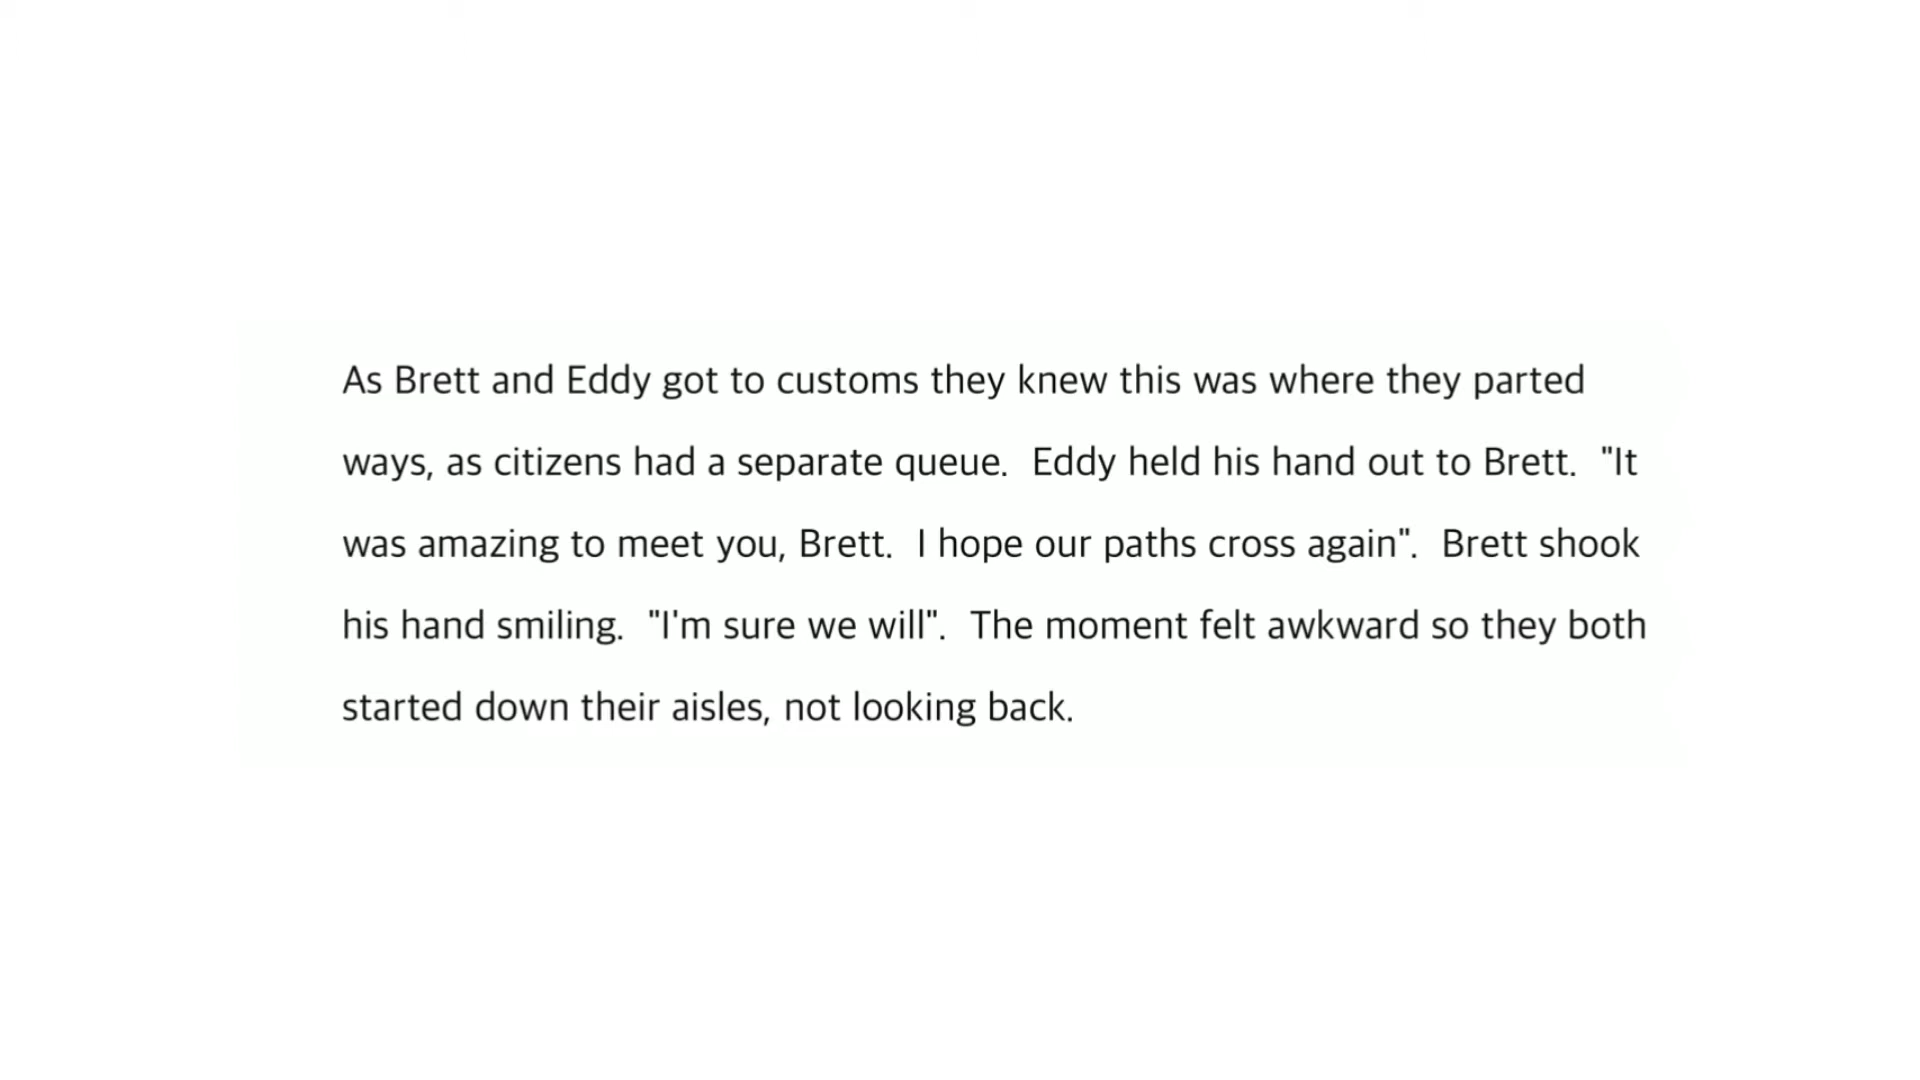 As Brett and Eddy got to customs they knew this was where they parted
ways, as citizens had a separate queue.  Eddy held his hand out to Brett.  "It
was amazing to meet you, Brett.  I hope our paths cross again".  Brett shook
his hand smiling.  "I'm sure we will".  The moment felt awkward so they both
started down their aisles, not looking back.